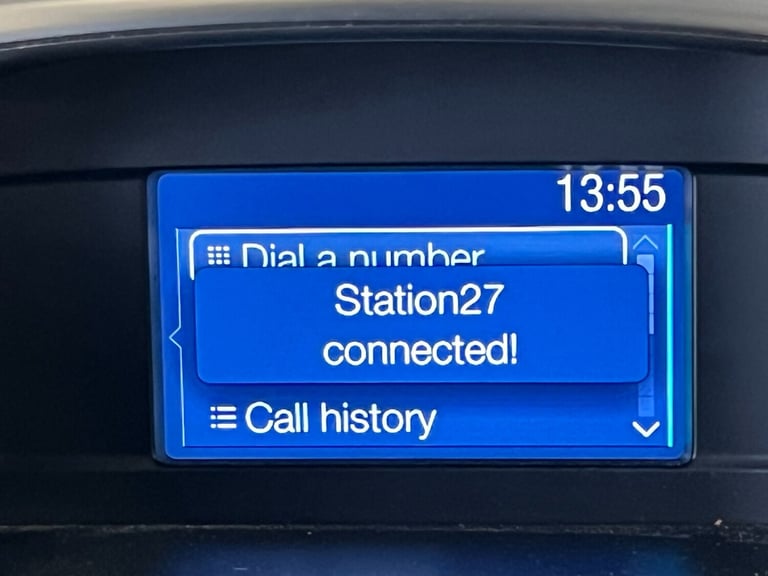 13:55
Dial a number
Station27
connected!
Call history